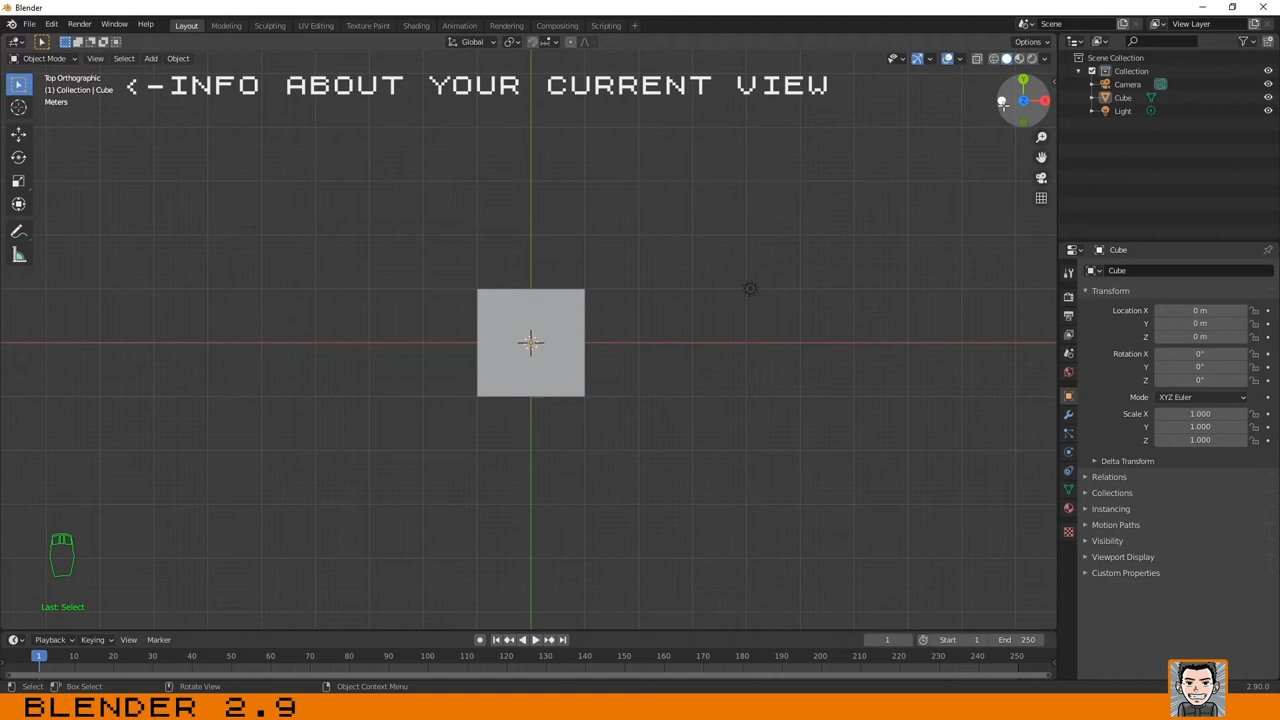 Blender
File Edit Render Window Help Layout Modeling Sculpting UV Editing Texture Paint Shading Animation Rendering Compositing Scripting + Scene View Layer
Global Options
Object Mode View Select Add Object
Top Orthographic
(1) Collection | Cube
Meters
<-INFO ABOUT YOUR CURRENT VIEW
Y
Z
X
Scene Collection
Collection
Camera
Cube
Light
Cube
Cube
Transform
Location X 0 m
Y 0 m
Z 0 m
Rotation X 0°
Y 0°
Z 0°
Mode XYZ Euler
Scale X 1.000
Y 1.000
Z 1.000
Delta Transform
Relations
Collections
Instancing
Motion Paths
Visibility
Viewport Display
Custom Properties
Last: Select
Playback Keying View Marker 1 Start 1 End 250
1 10 20 30 40 50 60 70 80 90 100 110 120 130 140 150 160 170 180 190 200 210 220 230 240 250
Select Box Select Rotate View Object Context Menu 2.90.0
BLENDER 2.9